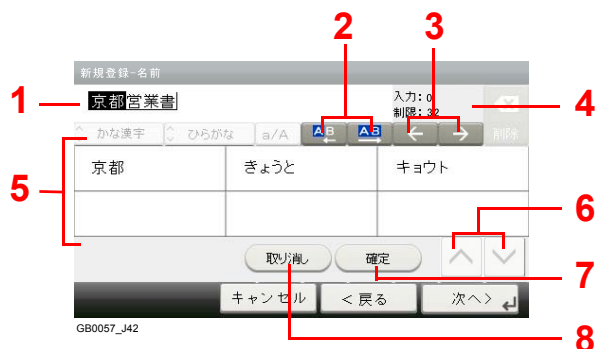 2 3
新規登録-名前
1 京都営業書 入力: 0 4
制限: 32
かな漢字 ひらがな a/A AB AB ← → 削除
5 京都 きょうと キョウト
6
取り消し 確定
7
キャンセル < 戻る 次へ>
GB0057_J42
8